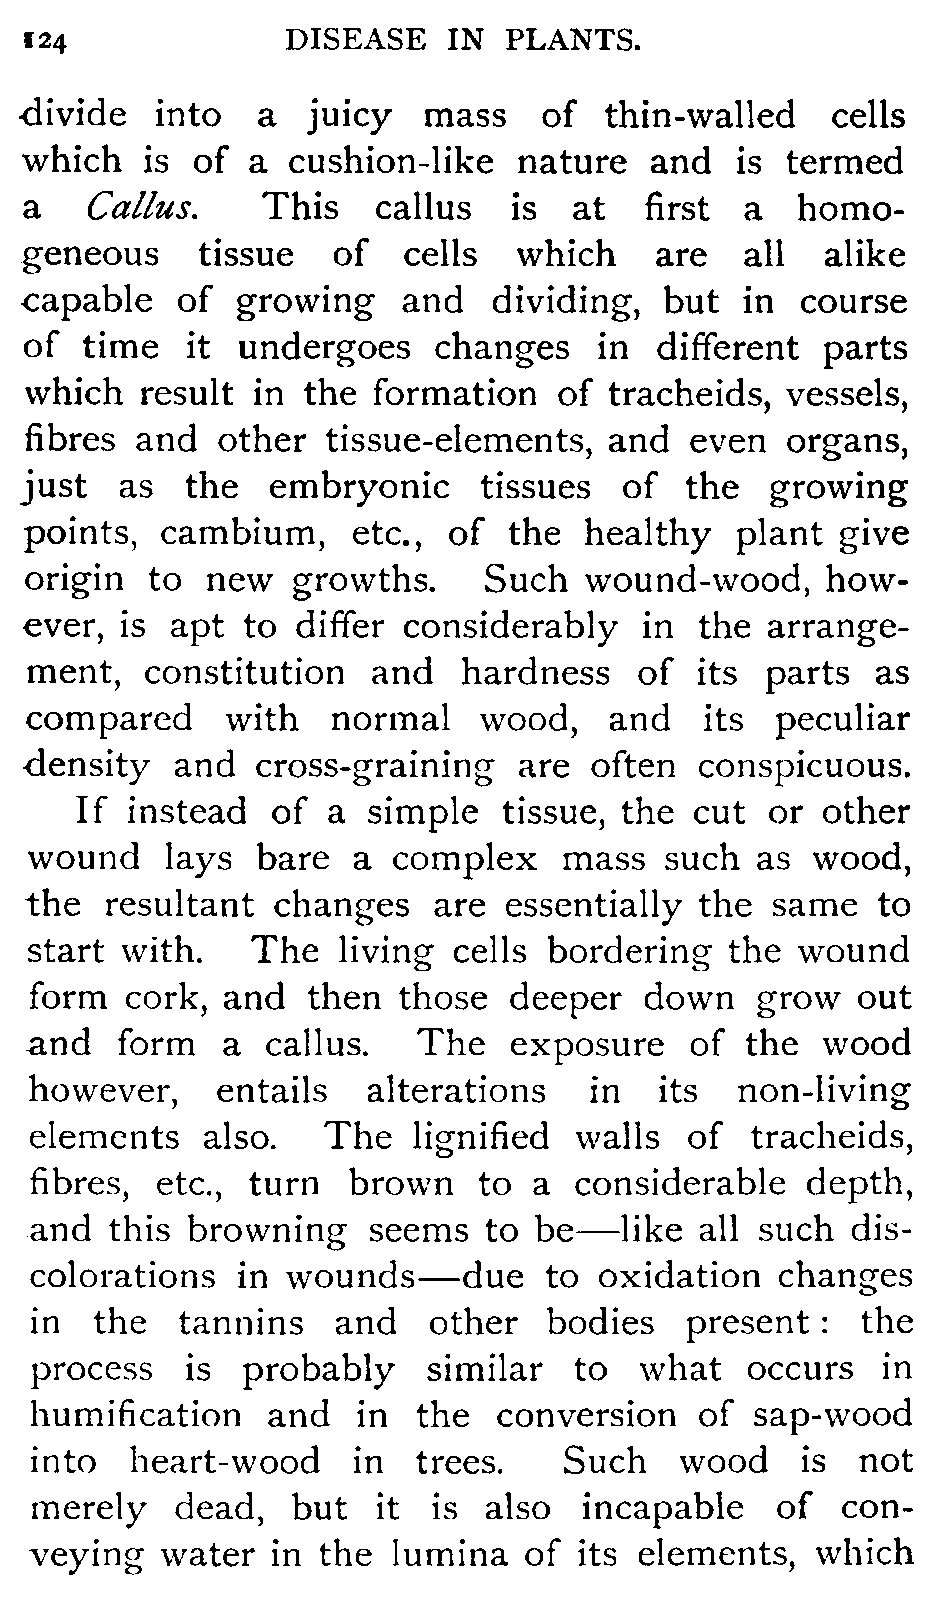 124 DISEASE IN PLANTS.
divide into a juicy mass of thin-walled cells
which is of a cushion-like nature and is termed
a Callus. This callus is at first a homo-
geneous tissue of cells which are all alike
capable of growing and dividing, but in course
of time it undergoes changes in different parts
which result in the formation of tracheids, vessels,
fibres and other tissue-elements, and even organs,
just as the embryonic tissues of the growing
points, cambium, etc., of the healthy plant give
origin to new growths. Such wound-wood, how-
ever, is apt to differ considerably in the arrange-
ment, constitution and hardness of its parts as
compared with normal wood, and its peculiar
density and cross-graining are often conspicuous.
If instead of a simple tissue, the cut or other
wound lays bare a complex mass such as wood,
the resultant changes are essentially the same to
start with. The living cells bordering the wound
form cork, and then those deeper down grow out
and form a callus. The exposure of the wood
however, entails alterations in its non-living
elements also. The lignified walls of tracheids,
fibres, etc., turn brown to a considerable depth,
and this browning seems to be—like all such dis-
colorations in wounds—due to oxidation changes
in the tannins and other bodies present: the
process is probably similar to what occurs in
humification and in the conversion of sap-wood
into heart-wood in trees. Such wood is not
merely dead, but it is also incapable of con-
veying water in the lumina of its elements, which